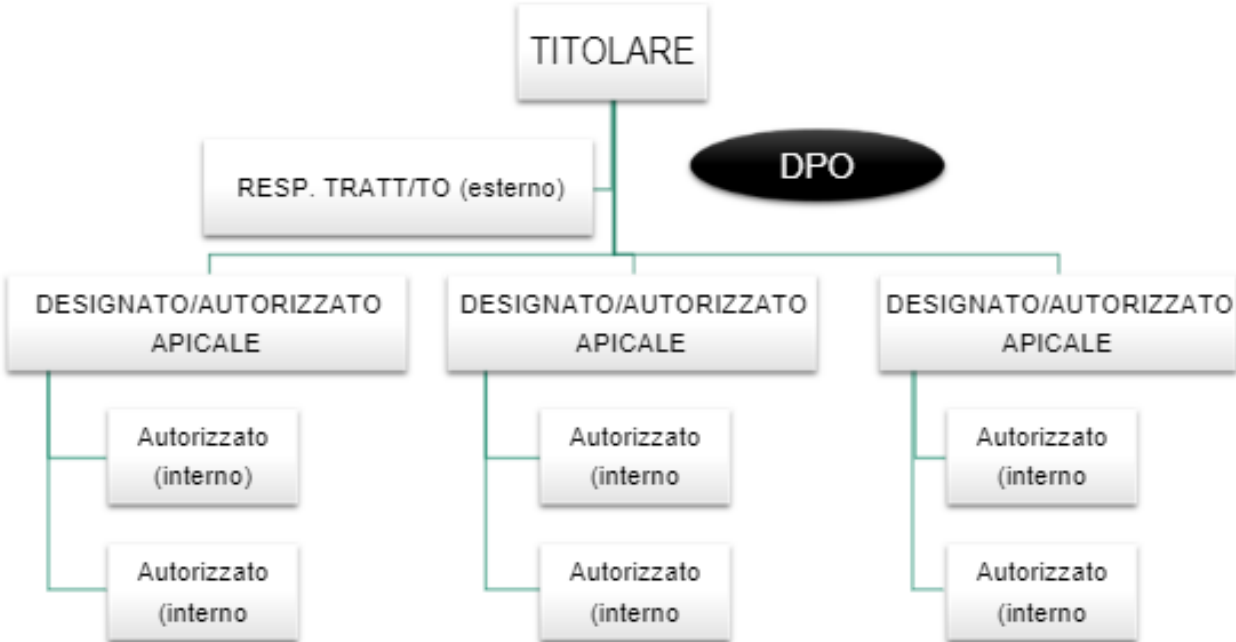 TITOLARE
DPO
RESP. TRATT/TO (esterno)
DESIGNATO/AUTORIZZATO
APICALE
DESIGNATO/AUTORIZZATO
APICALE
DESIGNATO/AUTORIZZATO
APICALE
Autorizzato
(interno)
Autorizzato
(interno
Autorizzato
(interno
Autorizzato
(interno
Autorizzato
(interno
Autorizzato
(interno